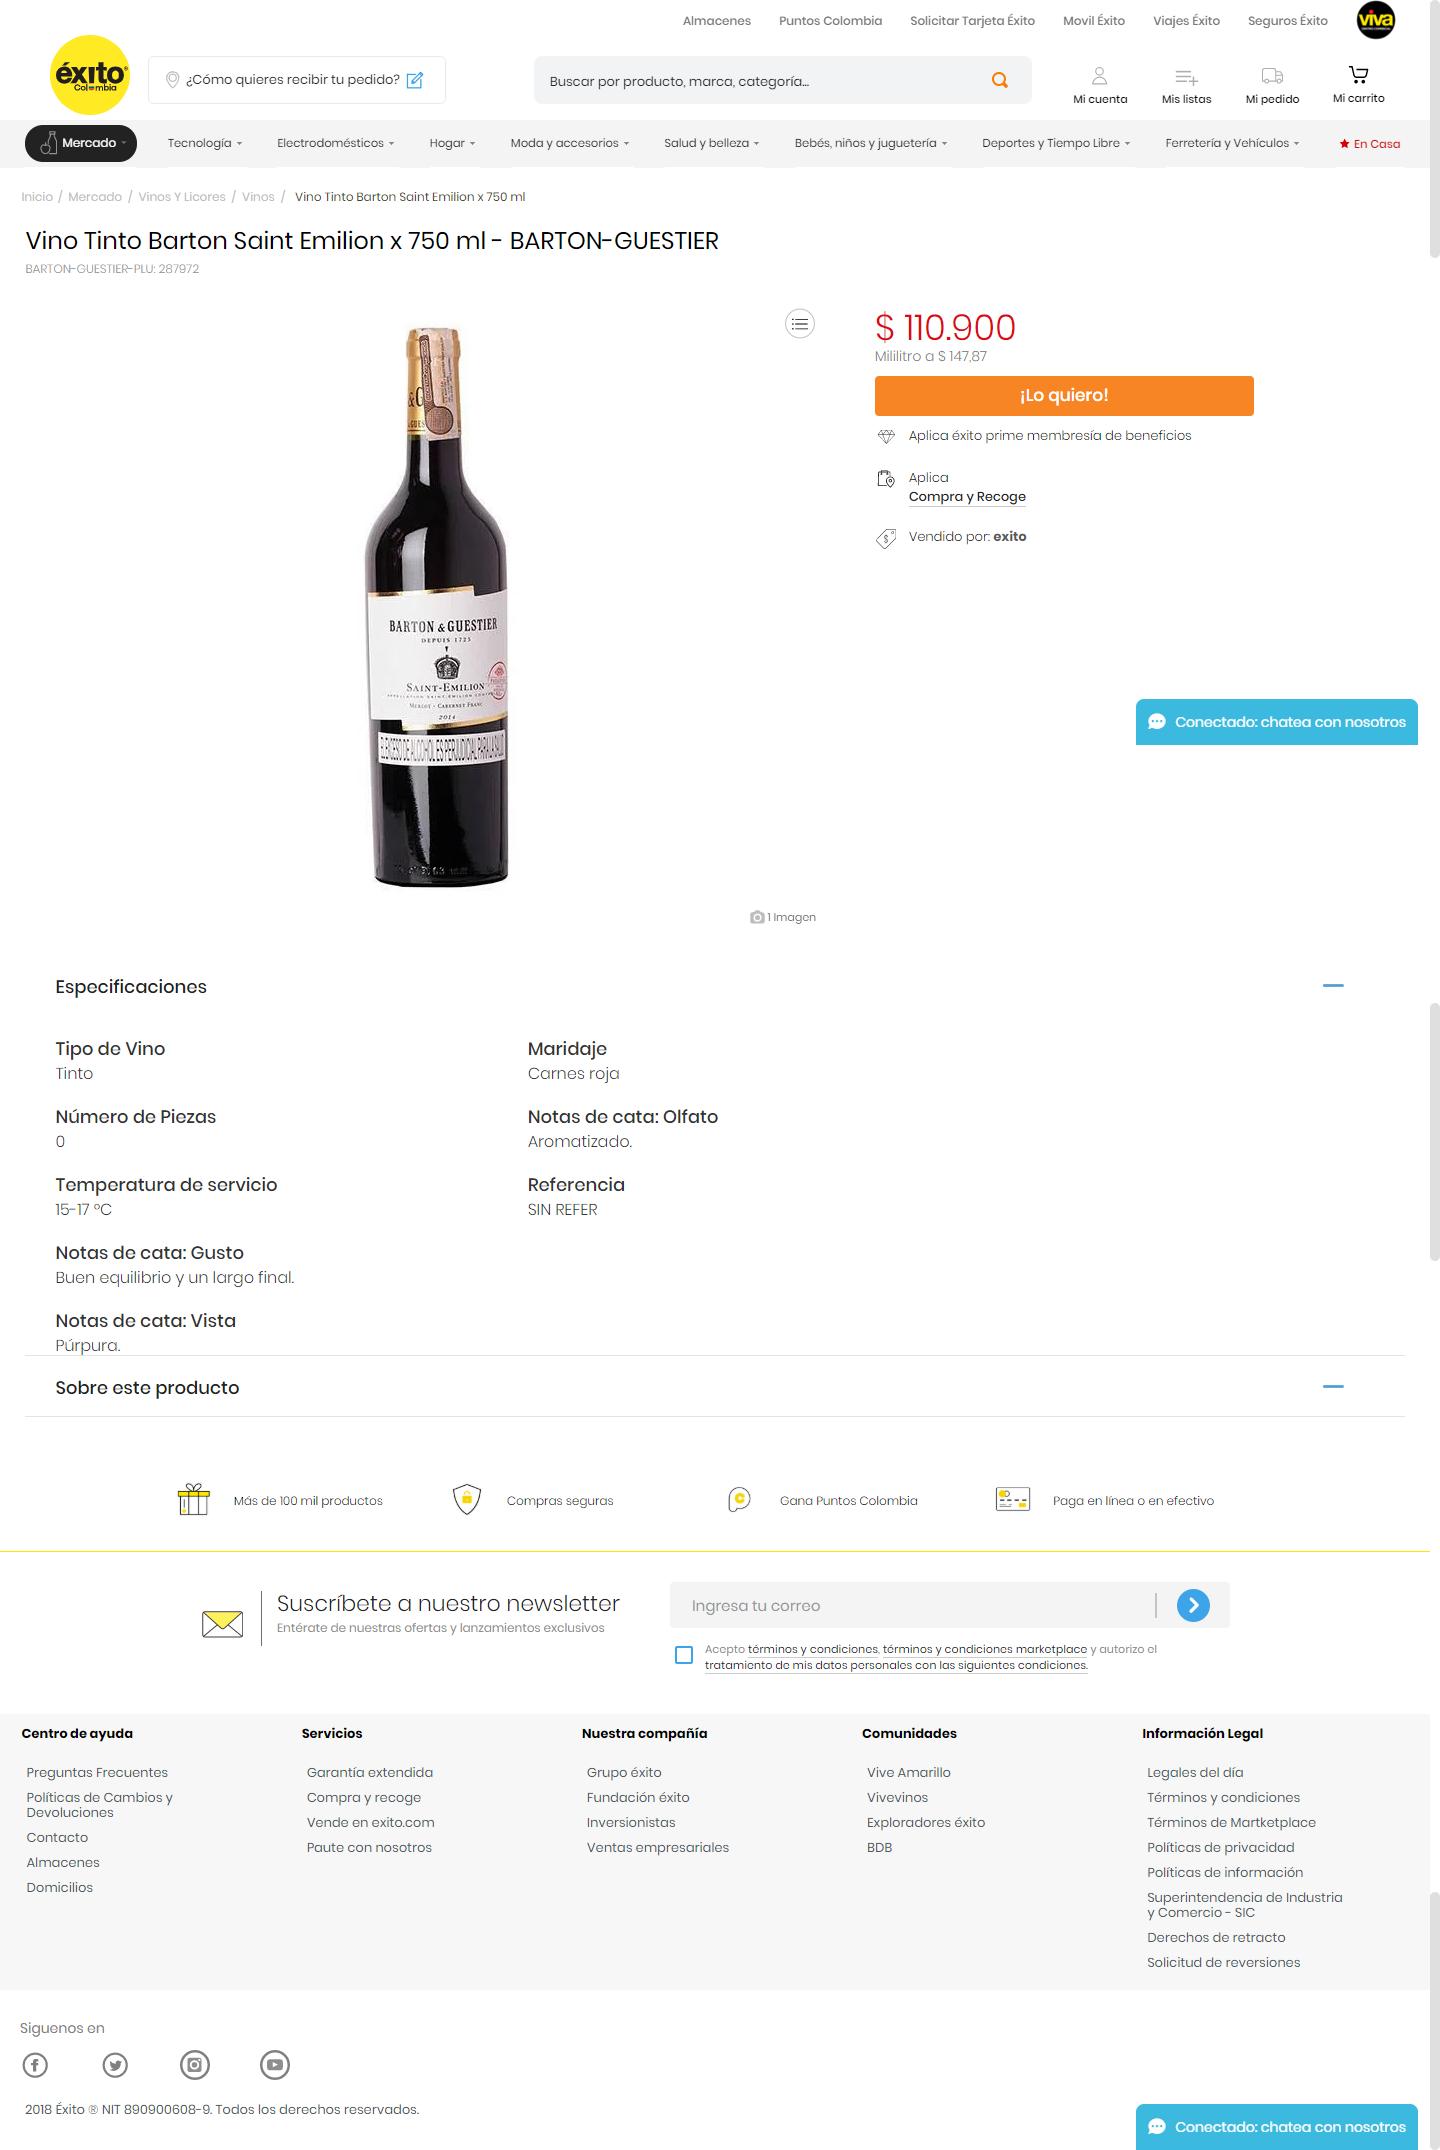 Almacenes
Puntos Colombia
Solicitar Tarjeta Éxito
Movil Éxito
Viajes Éxito
Seguros Éxito
viva
éxito
Colombia
¿Cómo quieres recibir tu pedido?
Buscar por producto, marca, categoría...
Mi cuenta
Mis listas
Mi pedido
Mi carrito
Mercado
Tecnología
Electrodomésticos
Hogar
Moda y accesorios
Salud y belleza
Bebés, niños y juguetería
Deportes y Tiempo Libre
Ferretería y Vehículos
En Casa
Inicio / Mercado / Vinos Y Licores / Vinos / Vino Tinto Barton Saint Emilion x 750 ml
Vino Tinto Barton Saint Emilion x 750 ml - BARTON-GUESTIER
BARTON-GUESTIER-PLU: 287972
BARTON & GUESTIER
DEPUIS 1725
SAINT-EMILION
MERLOT - CABERNET FRANC
2014
EL EXCESO DE ALCOHOL ES PERJUDICIAL PARA LA SALUD
1 Imagen
$ 110.900
Mililitro a $ 147,87
¡Lo quiero!
Aplica éxito prime membresía de beneficios
Aplica
Compra y Recoge
Vendido por: exito
Conectado: chatea con nosotros
Especificaciones
Tipo de Vino
Tinto
Maridaje
Carnes roja
Número de Piezas
0
Notas de cata: Olfato
Aromatizado.
Temperatura de servicio
15-17 °C
Referencia
SIN REFER
Notas de cata: Gusto
Buen equilibrio y un largo final.
Notas de cata: Vista
Púrpura.
Sobre este producto
Más de 100 mil productos
Compras seguras
Gana Puntos Colombia
Paga en línea o en efectivo
Suscríbete a nuestro newsletter
Entérate de nuestras ofertas y lanzamientos exclusivos
Ingresa tu correo
Acepto términos y condiciones, términos y condiciones marketplace y autorizo el
tratamiento de mis datos personales con las siguientes condiciones.
Centro de ayuda
Preguntas Frecuentes
Políticas de Cambios y
Devoluciones
Contacto
Almacenes
Domicilios
Servicios
Garantía extendida
Compra y recoge
Vende en exito.com
Paute con nosotros
Nuestra compañía
Grupo éxito
Fundación éxito
Inversionistas
Ventas empresariales
Comunidades
Vive Amarillo
Vivevinos
Exploradores éxito
BDB
Información Legal
Legales del día
Términos y condiciones
Términos de Martketplace
Políticas de privacidad
Políticas de información
Superintendencia de Industria
y Comercio - SIC
Derechos de retracto
Solicitud de reversiones
Siguenos en
2018 Éxito ® NIT 890900608-9. Todos los derechos reservados.
Conectado: chatea con nosotros